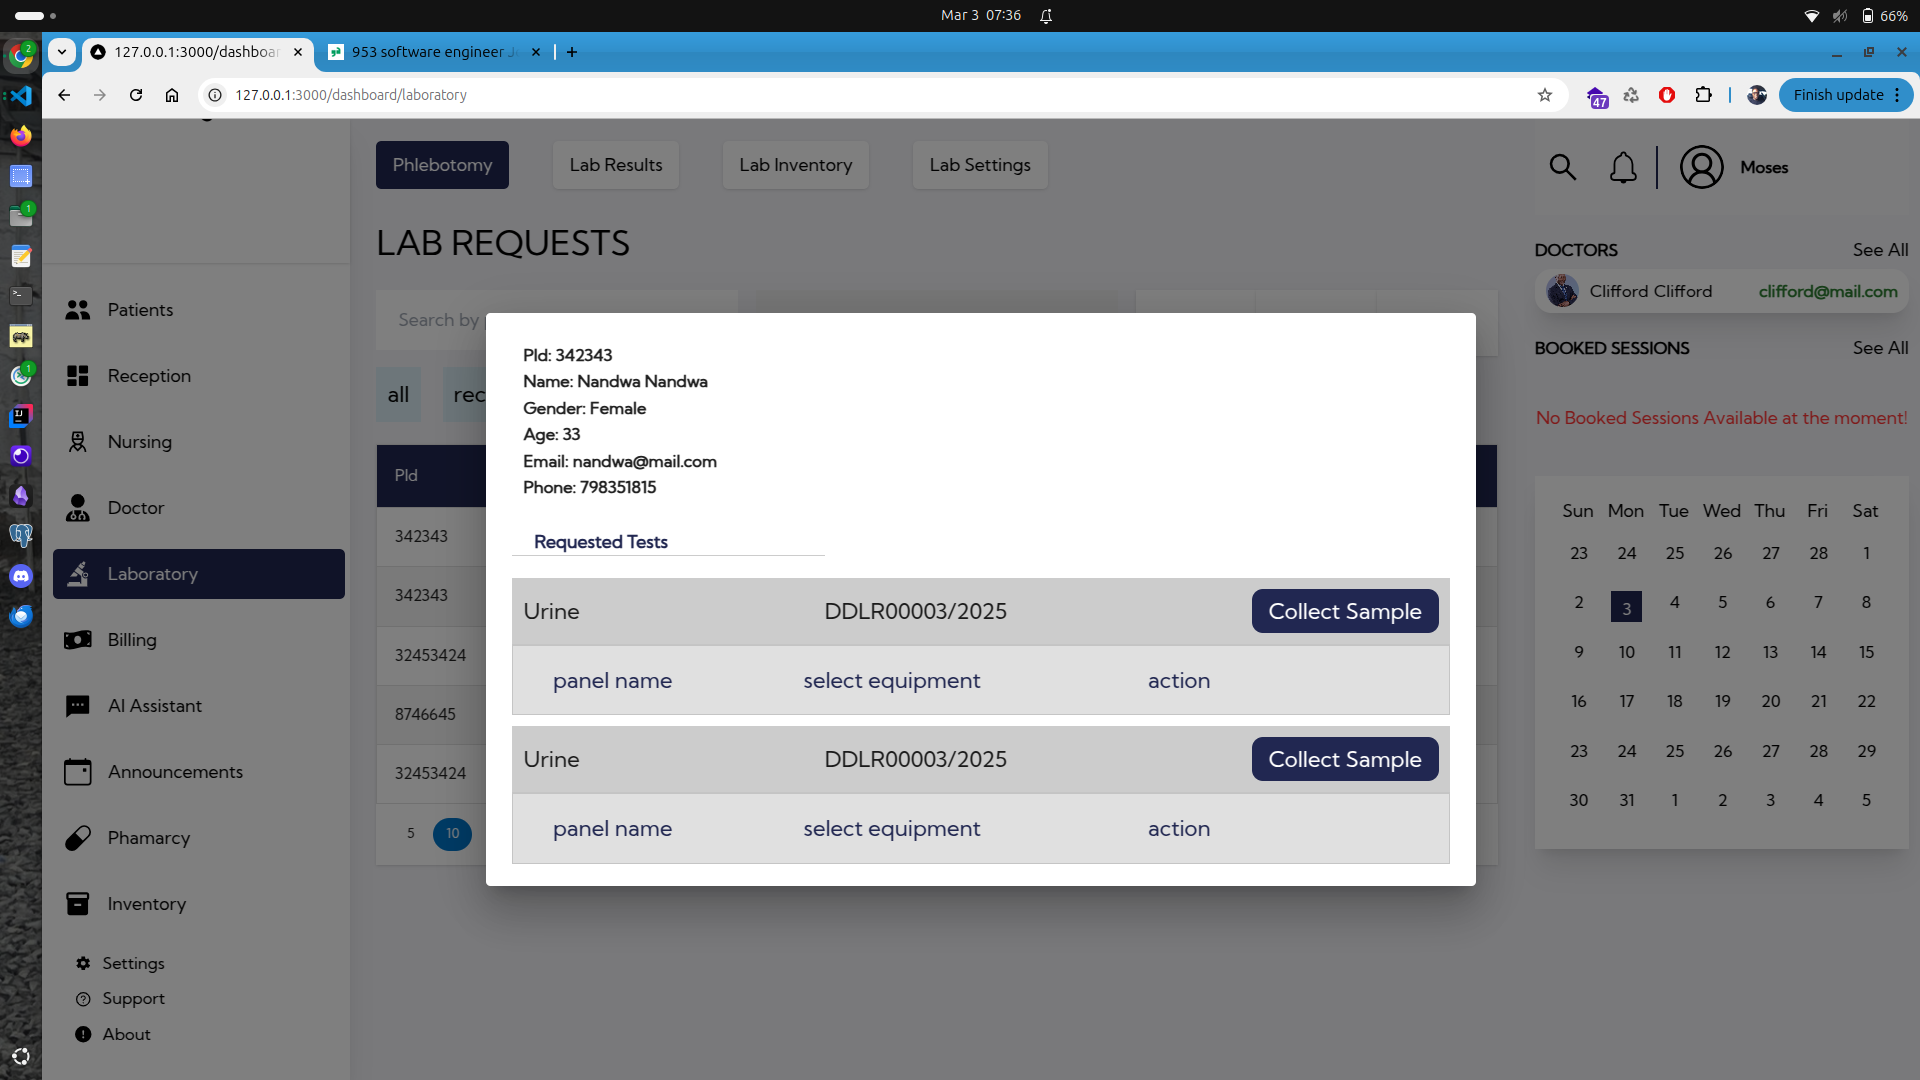 Mar 3 07:36
66%
2
127.0.0.1:3000/dashboa
953 software engineer J
127.0.0.1:3000/dashboard/laboratory
47
Finish update
1
1
Patients
Reception
Nursing
Doctor
Laboratory
Billing
AI Assistant
Announcements
Phamarcy
Inventory
Settings
Support
About
Phlebotomy
Lab Results
Lab Inventory
Lab Settings
LAB REQUESTS
Search by
all
rec
PId
342343
342343
32453424
8746645
32453424
5
10
PId: 342343
Name: Nandwa Nandwa
Gender: Female
Age: 33
Email: nandwa@mail.com
Phone: 798351815
Requested Tests
Urine DDLR00003/2025 Collect Sample
panel name select equipment action
Urine DDLR00003/2025 Collect Sample
panel name select equipment action
Moses
DOCTORS See All
Clifford Clifford clifford@mail.com
BOOKED SESSIONS See All
No Booked Sessions Available at the moment!
Sun Mon Tue Wed Thu Fri Sat
23 24 25 26 27 28 1
2 3 4 5 6 7 8
9 10 11 12 13 14 15
16 17 18 19 20 21 22
23 24 25 26 27 28 29
30 31 1 2 3 4 5